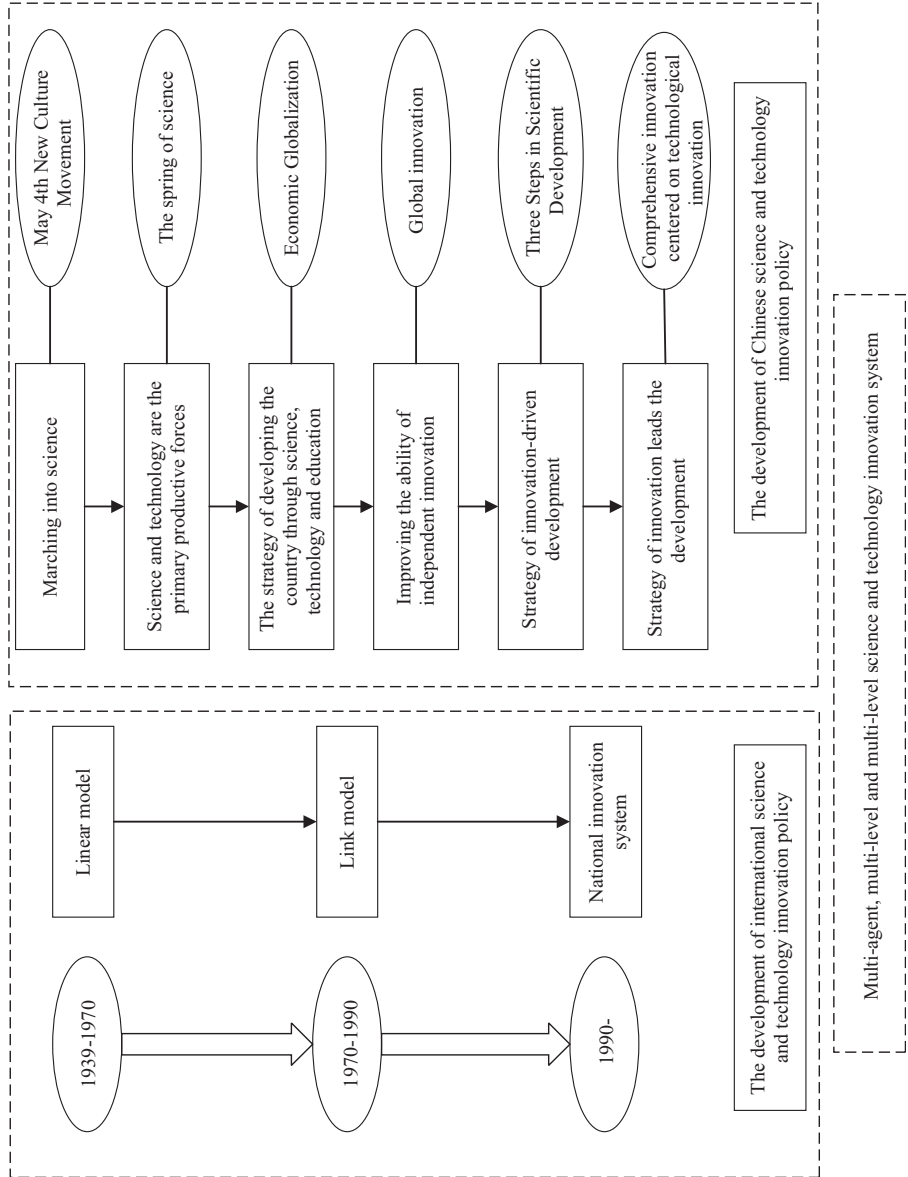 1939-1970
1970-1990
1990-
Linear model
Link model
National innovation
system
The development of international science
and technology innovation policy
Marching into science
Science and technology are the
primary productive forces
The strategy of developing the
country through science,
technology and education
Improving the ability of
independent innovation
Strategy of innovation-driven
development
Strategy of innovation leads the
development
May 4th New Culture
Movement
The spring of science
Economic Globalization
Global innovation
Three Steps in Scientific
Development
Comprehensive innovation
centered on technological
innovation
The development of Chinese science and technology
innovation policy
Multi-agent, multi-level and multi-level science and technology innovation system